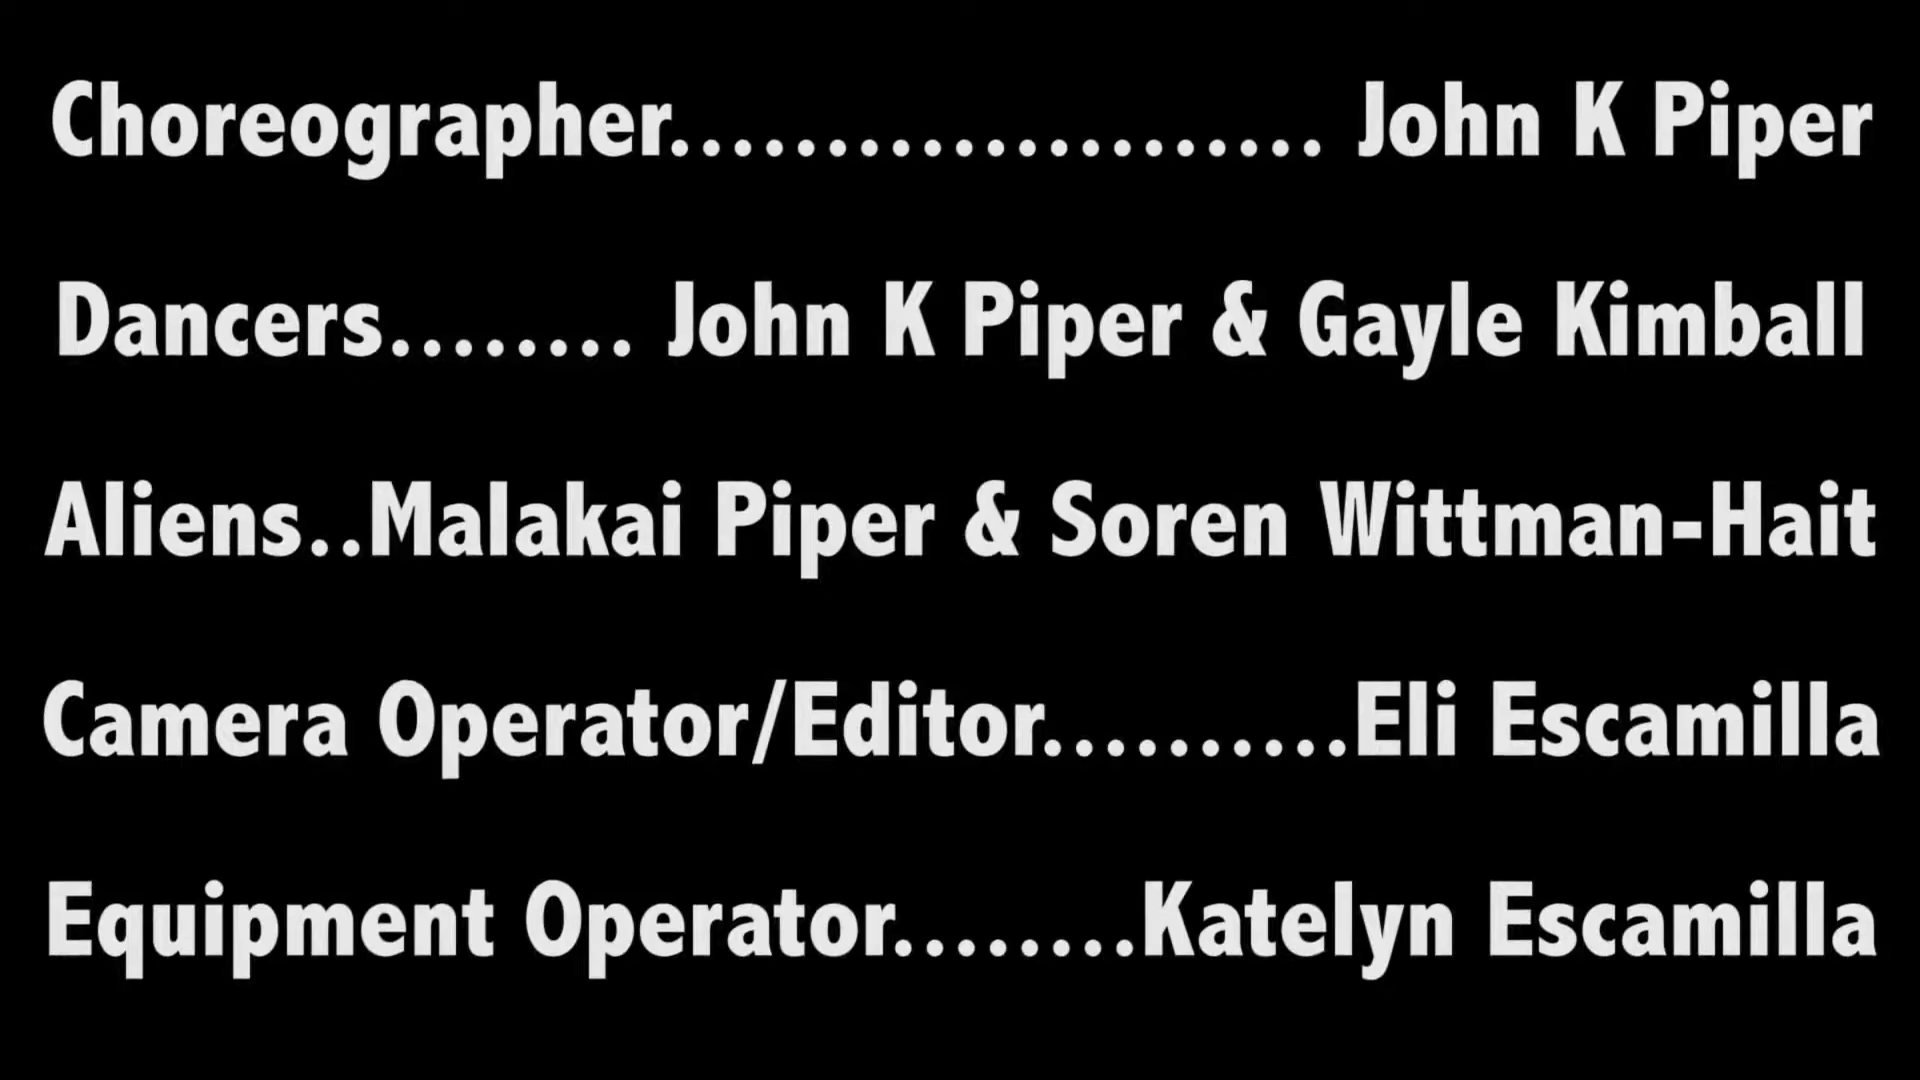 Choreographer..................... John K Piper
Dancers........ John K Piper & Gayle Kimball
Aliens..Malakai Piper & Soren Wittman-Hait
Camera Operator/Editor..........Eli Escamilla
Equipment Operator........Katelyn Escamilla